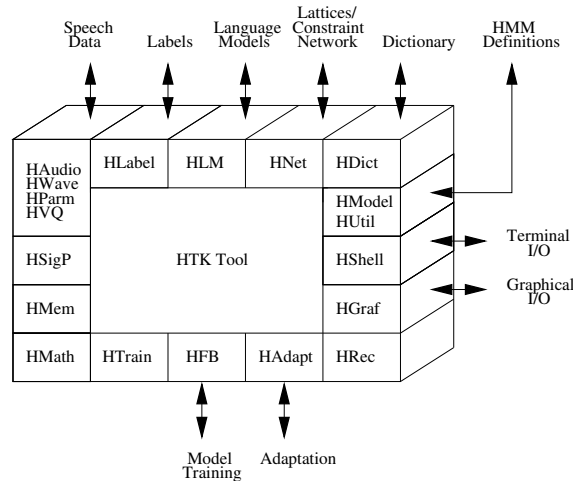 Speech
Data
Labels
Language
Models
Lattices/
Constraint
Network
Dictionary
HMM
Definitions
HAudio
HWave
HParm
HVQ
HLabel
HLM
HNet
HDict
HModel
HUtil
HSigP
HTK Tool
HShell
Terminal
I/O
HMem
HGraf
Graphical
I/O
HMath
HTrain
HFB
HAdapt
HRec
Model
Training
Adaptation